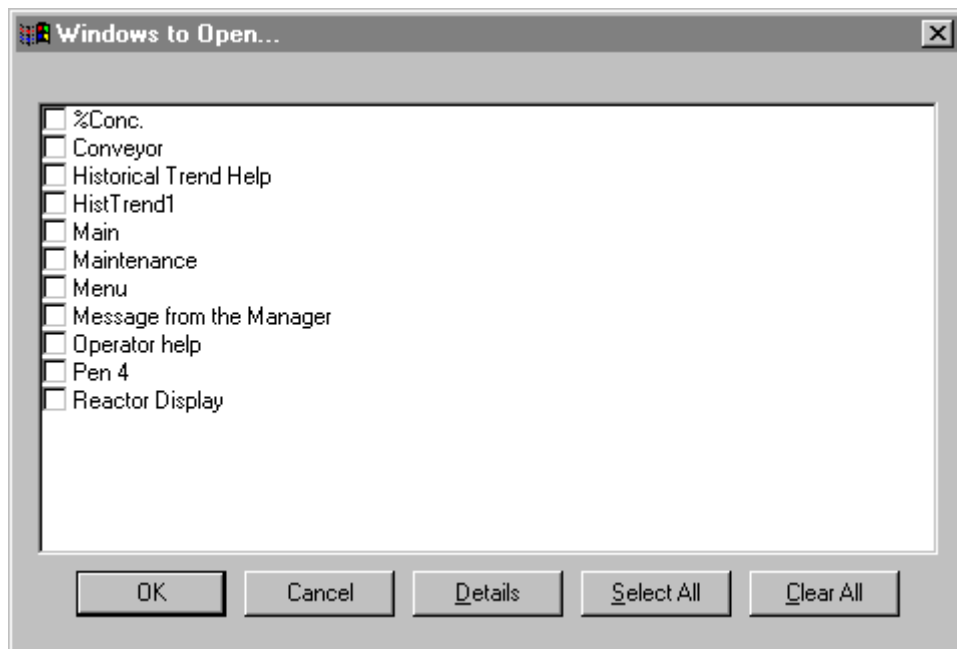 Windows to Open...
%Conc.
Conveyor
Historical Trend Help
HistTrend1
Main
Maintenance
Menu
Message from the Manager
Operator help
Pen 4
Reactor Display
OK Cancel Details Select All Clear All